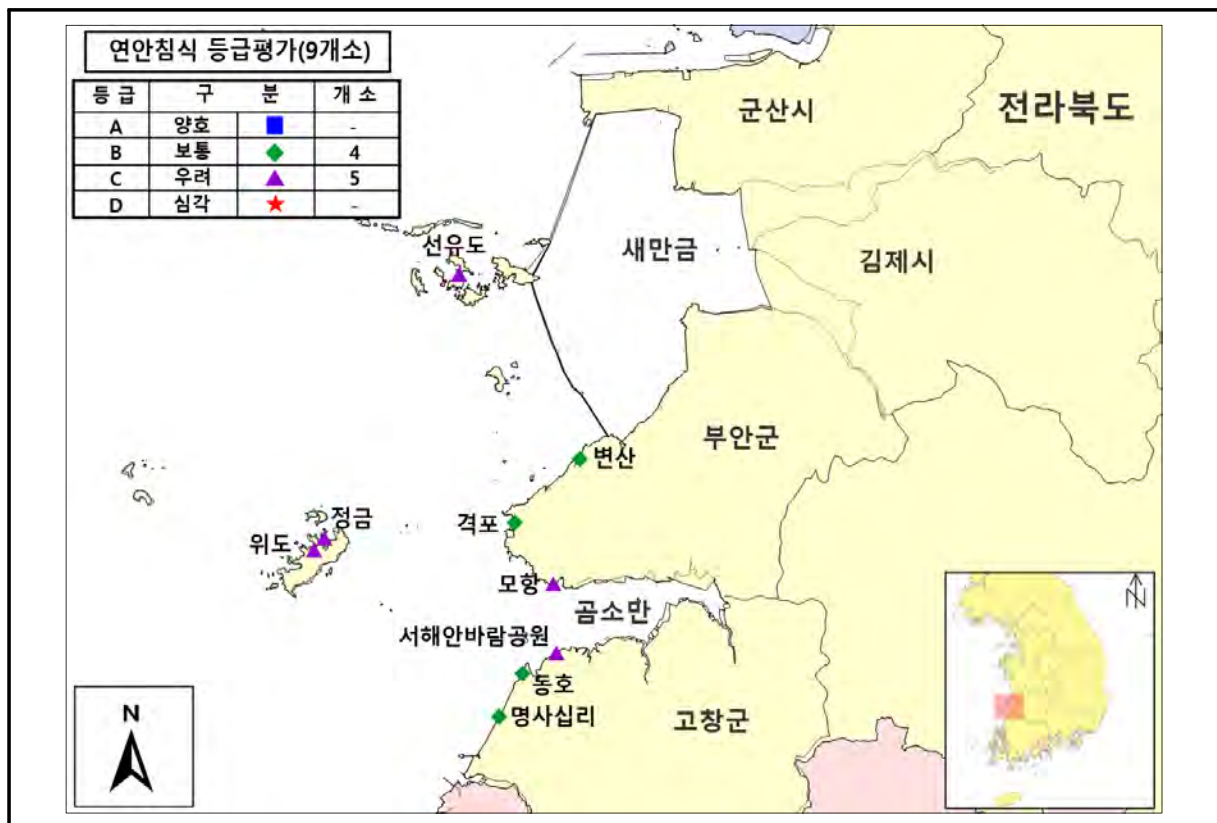 연안침식 등급평가(9개소)
등 급 구 분 개 소
A 양호 -
B 보통 4
C 우려 5
D 심각 -
전라북도
군산시
선유도
새만금
김제시
부안군
변산
격포
정금
위도
모항
곰소만
서해안바람공원
동호
명사십리
고창군
N
N